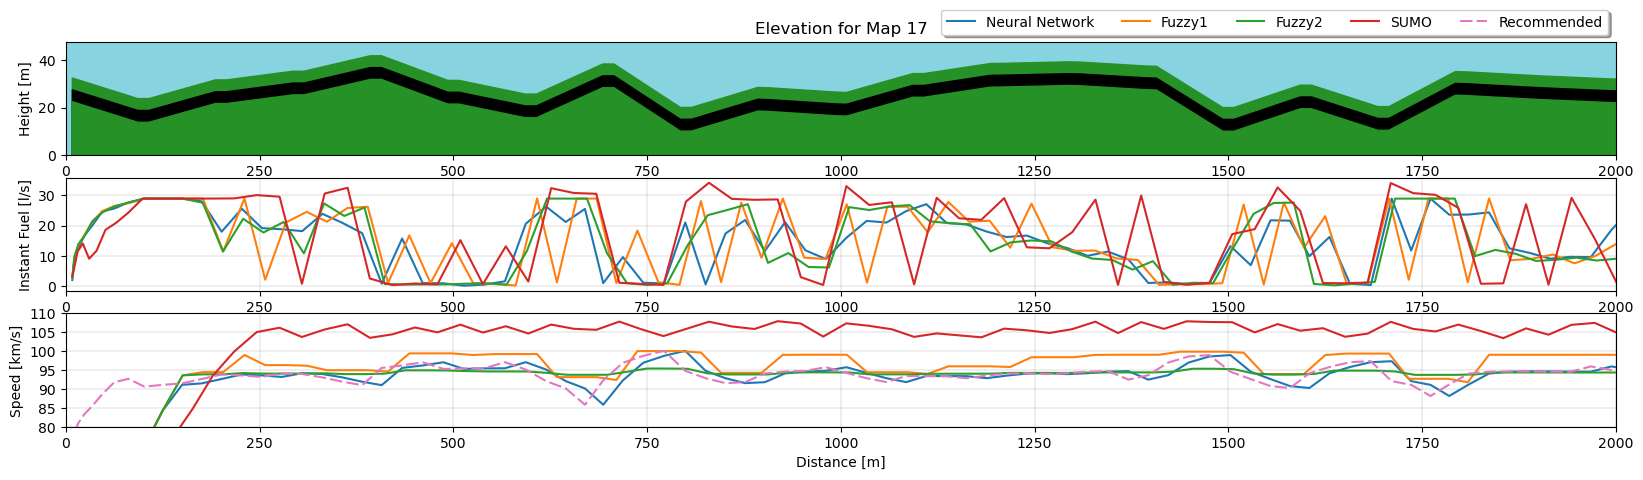 Elevation for Map 17
Neural Network Fuzzy1 Fuzzy2 SUMO Recommended
Height [m]
40
20
0
0 250 500 750 1000 1250 1500 1750 2000
Instant Fuel [l/s]
30
20
10
0
0 250 500 750 1000 1250 1500 1750 2000
Speed [km/s]
110
105
100
95
90
85
80
0 250 500 750 1000 1250 1500 1750 2000
Distance [m]